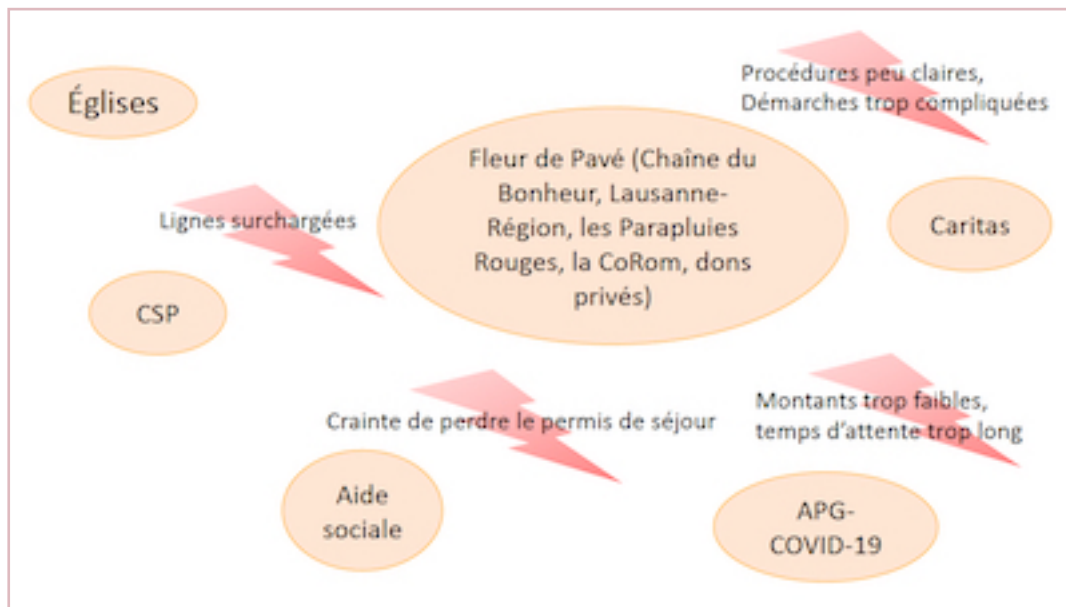 Églises
Procédures peu claires,
Démarches trop compliquées
Fleur de Pavé (Chaîne du
Bonheur, Lausanne-
Région, les Parapluies
Rouges, la CoRom, dons
privés)
Lignes surchargées
Caritas
CSP
Crainte de perdre le permis de séjour
Montants trop faibles,
temps d'attente trop long
Aide
sociale
APG-
COVID-19